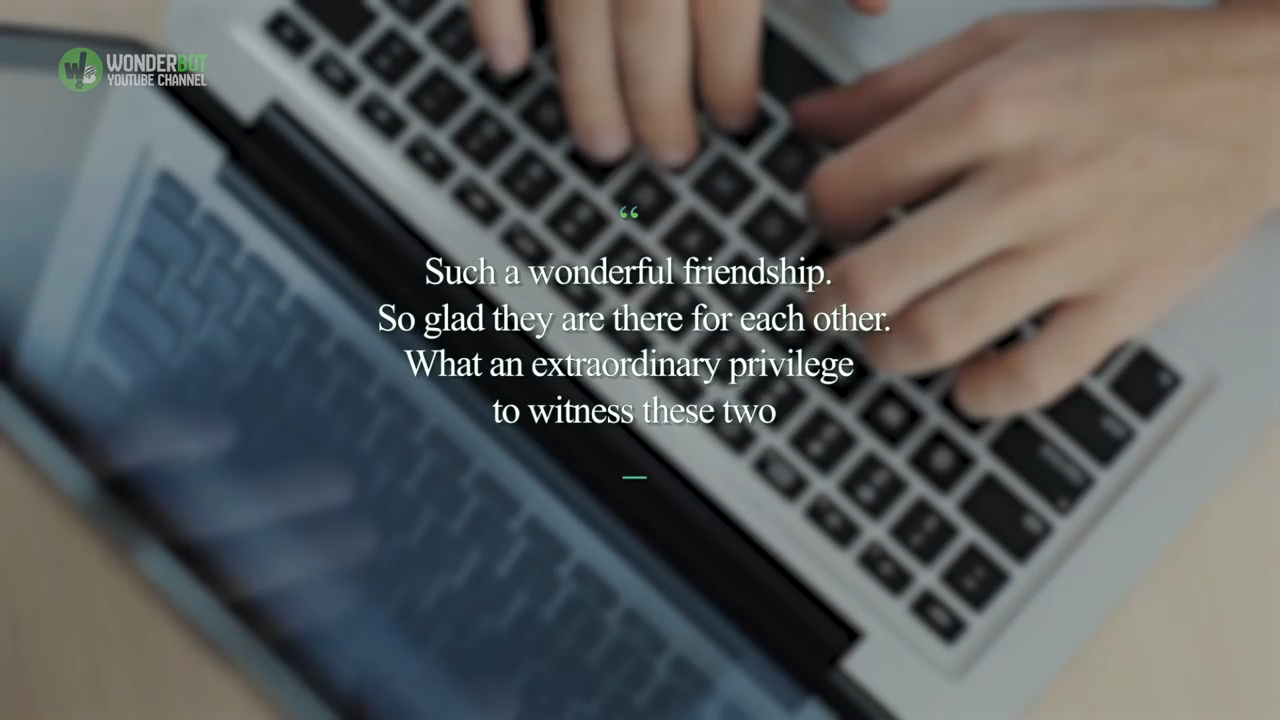 WONDERBOT
YOUTUBE CHANNEL
“
Such a wonderful friendship.
So glad they are there for each other.
What an extraordinary privilege
to witness these two